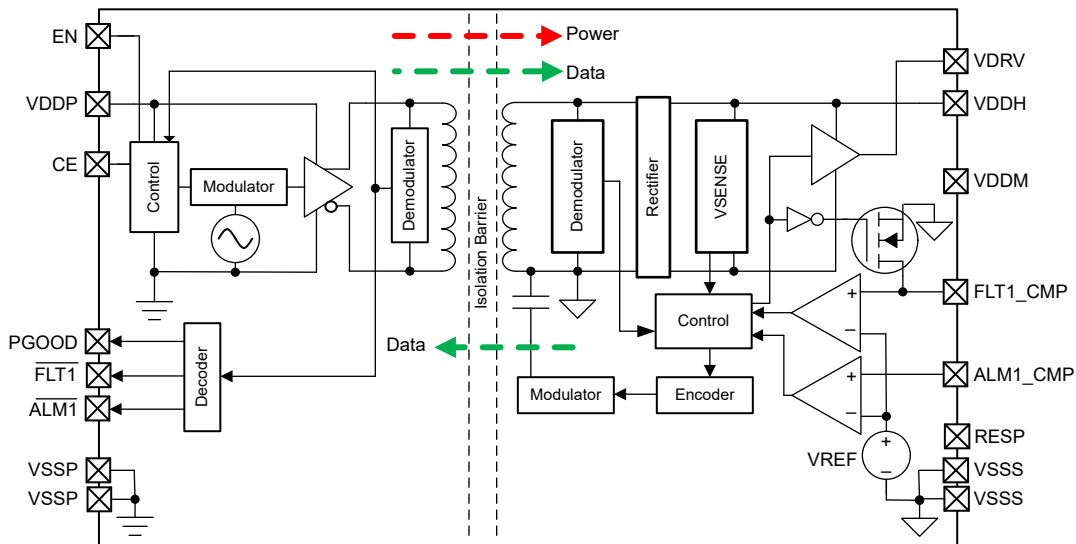 EN
VDDP
CE
Control
Modulator
Demodulator
Power
Data
Isolation Barrier
Demodulator
Rectifier
VSENSE
VDRV
VDDH
VDDM
FLT1_CMP
ALM1_CMP
RESP
VSSS
VSSS
Control
+
−
+
−
Data
Modulator
Encoder
VREF
+
−
PGOOD
FLT1
ALM1
Decoder
VSSP
VSSP